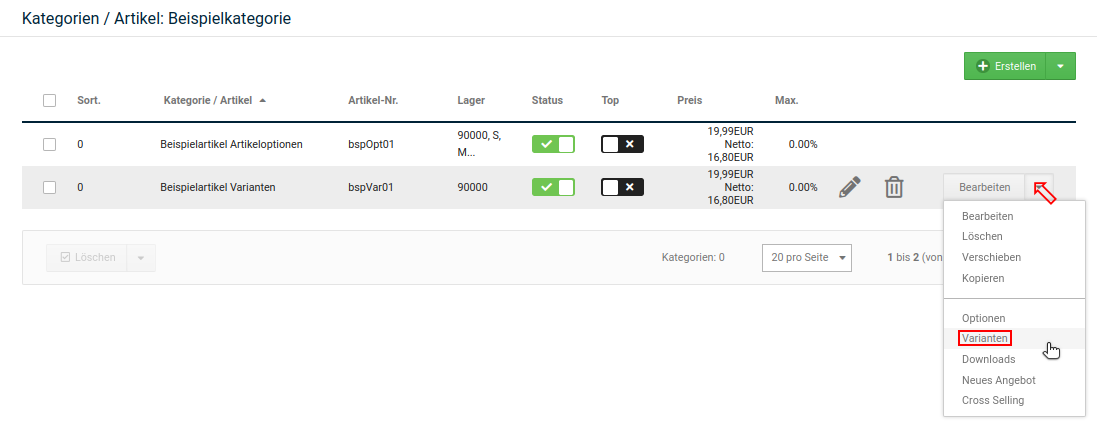 Kategorien / Artikel: Beispielkategorie
Erstellen
Sort. Kategorie / Artikel Artikel-Nr. Lager Status Top Preis Max.
0 Beispielartikel Artikeloptionen bspOpt01 90000, S, 19,99EUR 0.00%
M... Netto:
16,80EUR
0 Beispielartikel Varianten bspVar01 90000 19,99EUR 0.00% Bearbeiten
Netto:
16,80EUR
Bearbeiten
Löschen
Verschieben
Kopieren
Optionen
Varianten
Downloads
Neues Angebot
Cross Selling
Löschen Kategorien: 0 20 pro Seite 1 bis 2 (von